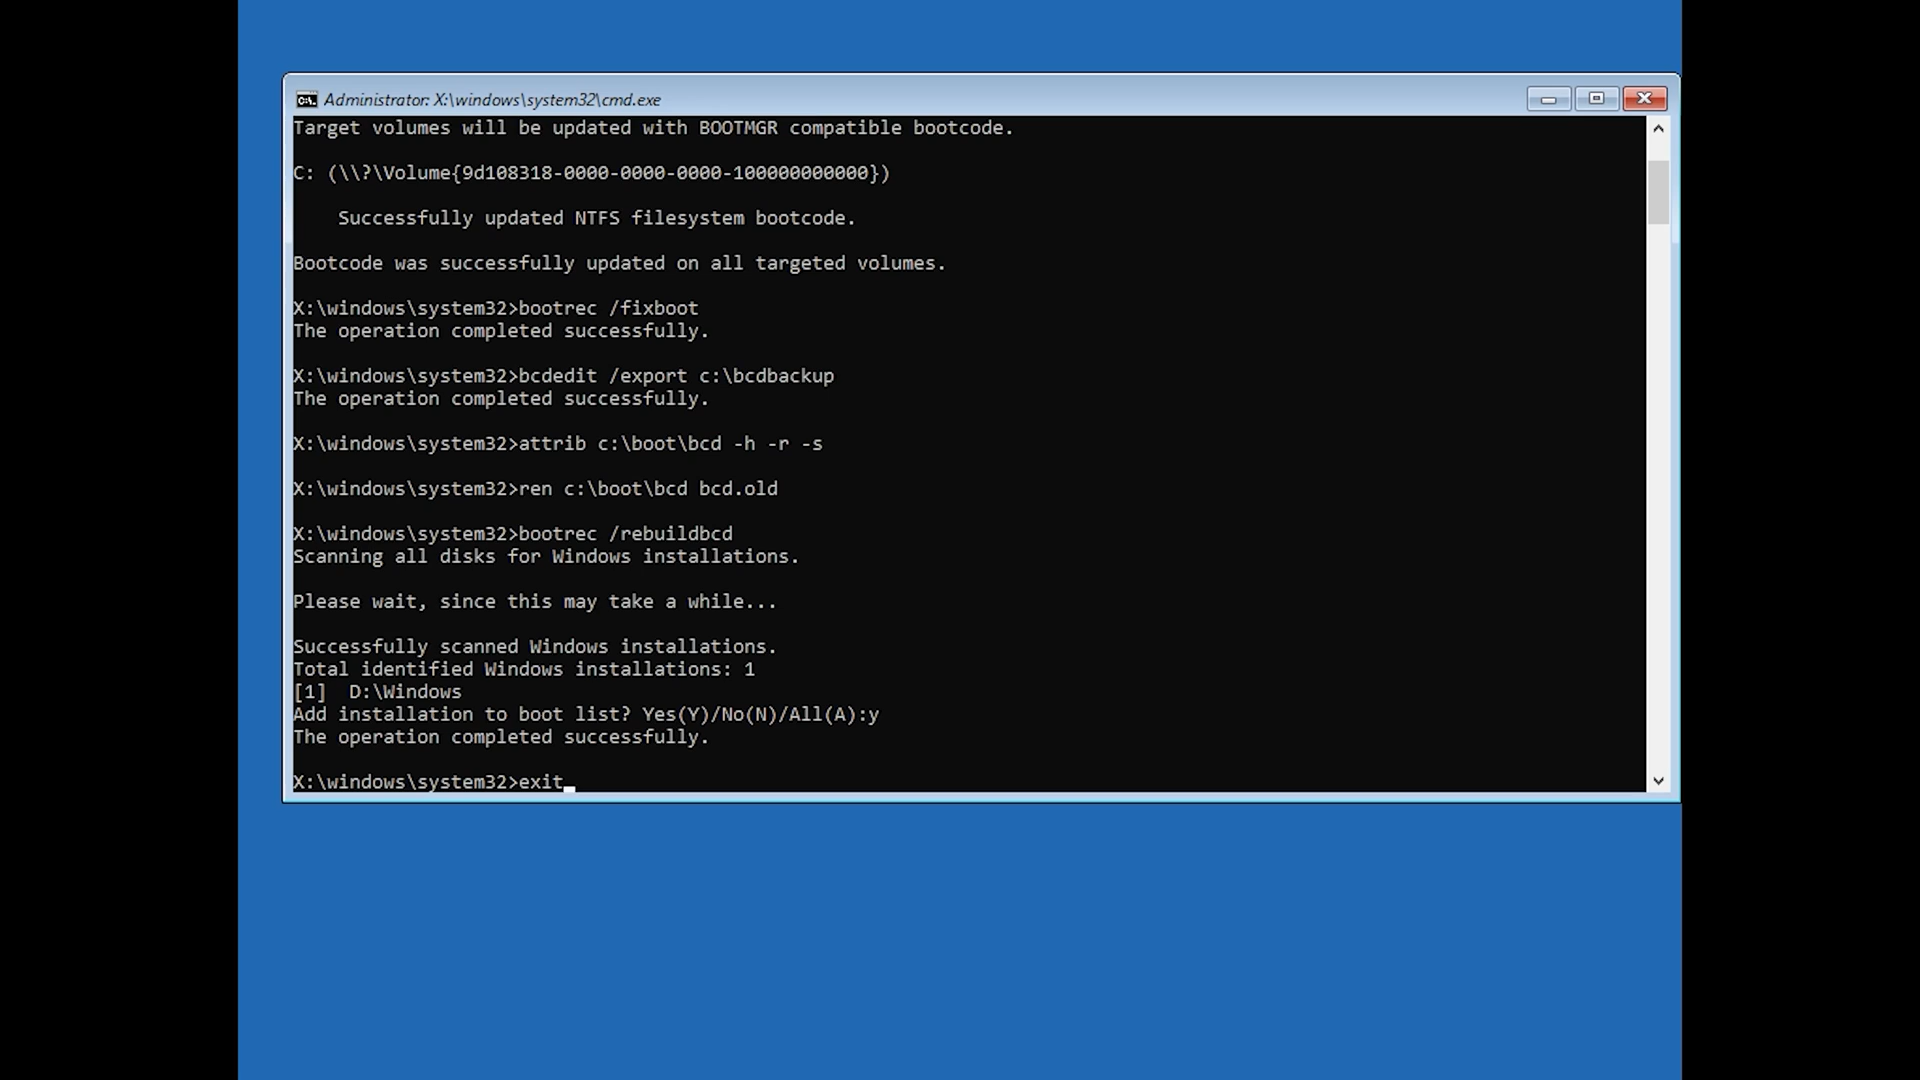 Administrator: X:\windows\system32\cmd.exe
Target volumes will be updated with BOOTMGR compatible bootcode.
C: (\\?\Volume{9d108318-0000-0000-0000-100000000000})
Successfully updated NTFS filesystem bootcode.
Bootcode was successfully updated on all targeted volumes.
X:\windows\system32>bootrec /fixboot
The operation completed successfully.
X:\windows\system32>bcdedit /export c:\bcdbackup
The operation completed successfully.
X:\windows\system32>attrib c:\boot\bcd -h -r -s
X:\windows\system32>ren c:\boot\bcd bcd.old
X:\windows\system32>bootrec /rebuildbcd
Scanning all disks for Windows installations.
Please wait, since this may take a while...
Successfully scanned Windows installations.
Total identified Windows installations: 1
[1]  D:\Windows
Add installation to boot list? Yes(Y)/No(N)/All(A):y
The operation completed successfully.
X:\windows\system32>exit